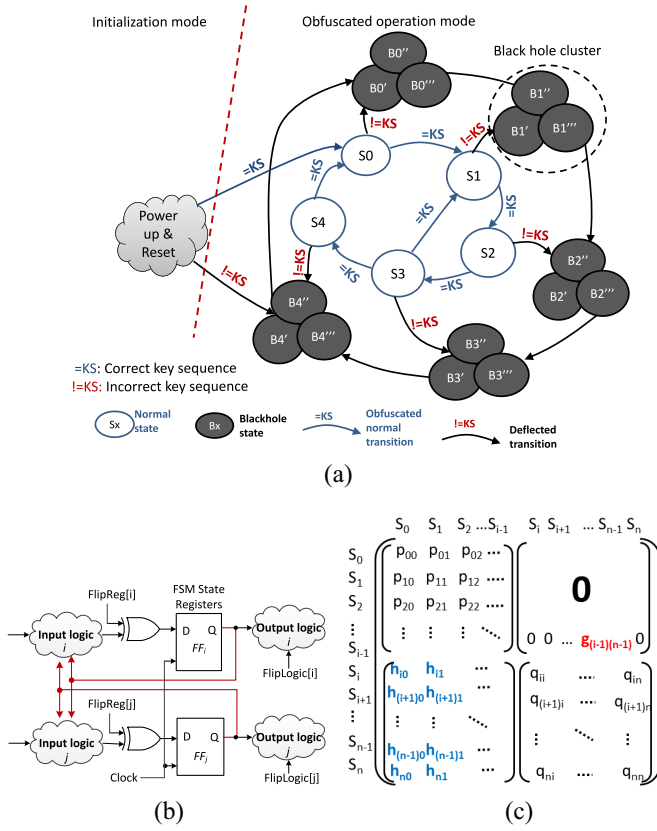 Initialization mode
Obfuscated operation mode
Black hole cluster
B0''
B0'
B0'''
B1''
B1'
B1'''
!=KS
=KS
!=KS
=KS
S0
S1
=KS
=KS
=KS
Power
up &
Reset
S4
S3
S2
!=KS
!=KS
!=KS
=KS
=KS
!=KS
B2''
B2'
B2'''
B4''
B4'
B4'''
B3''
B3'
B3'''
=KS: Correct key sequence
!=KS: Incorrect key sequence
Sx
Normal
state
Bx
Blackhole
state
=KS
Obfuscated
normal
transition
!=KS
Deflected
transition
(a)
FlipReg[i]
FSM State
Registers
Input logic
i
D Q
FFi
Output logic
i
FlipLogic[i]
FlipReg[j]
Input logic
j
D Q
FFj
Output logic
j
Clock
FlipLogic[j]
(b)
S0 S1 S2 ...Si-1 Si Si+1 ... Sn-1 Sn
S0 p00 p01 p02 ....
S1 p10 p11 p12 ....
0
S2 p20 p21 p22 ....
Si-1 0 0 ... g(i-1)(n-1) 0
Si hi0 hi1 ... qii .... qin
Si+1 h(i+1)0 h(i+1)1 ... q(i+1)i q(i+1)n
Sn-1 h(n-1)0 h(n-1)1
Sn hn0 hn1 ... qni .... qnn
(c)